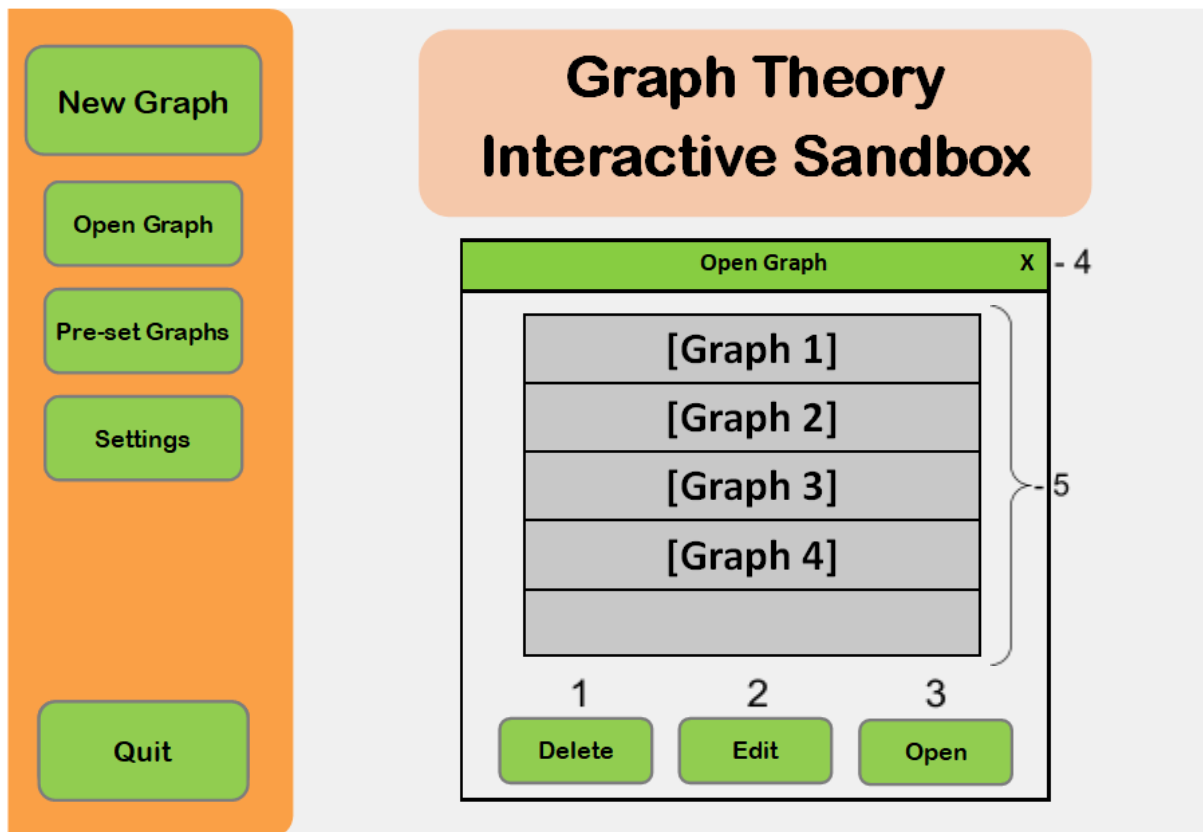 New Graph
Open Graph
Pre-set Graphs
Settings
Quit
Graph Theory
Interactive Sandbox
Open Graph X - 4
[Graph 1]
[Graph 2]
[Graph 3]
[Graph 4]
- 5
1 2 3
Delete Edit Open